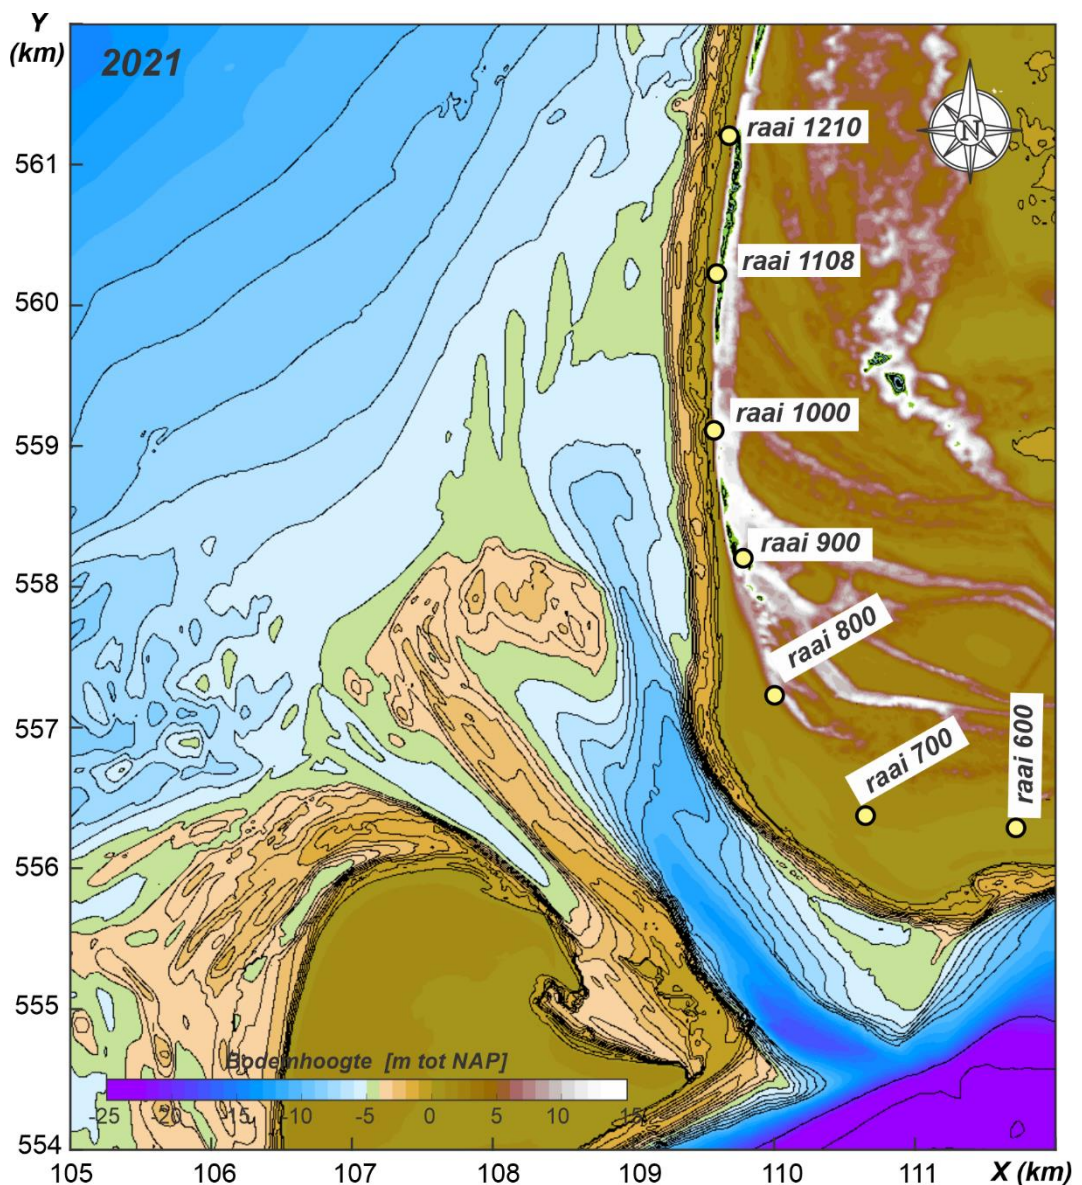 Y
(km)
2021
N
561
raai 1210
raai 1108
560
raai 1000
559
raai 900
558
raai 800
557
raai 700
raai 600
556
555
Bodemhoogte [m tot NAP]
-25 -20 -15 -10 -5 0 5 10 15
554
105 106 107 108 109 110 111 X (km)